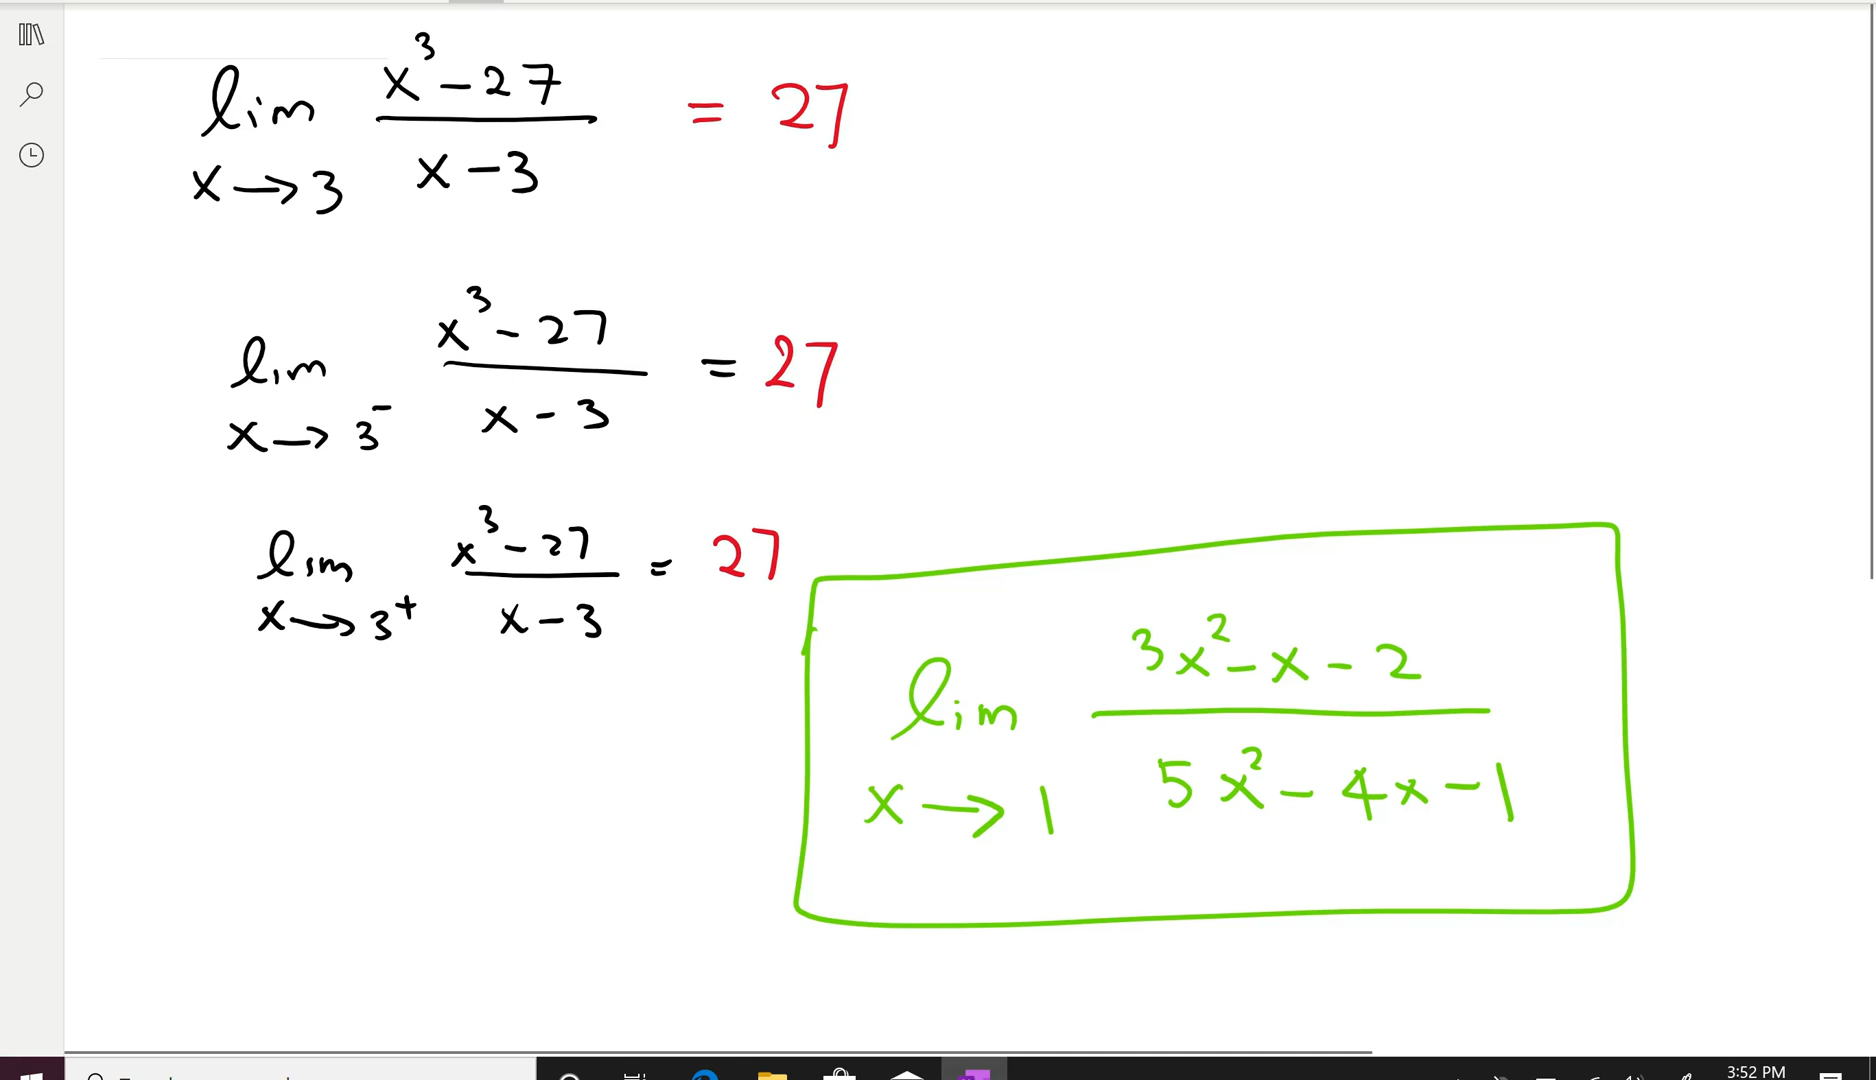 lim x→3 (x³ - 27)/(x - 3) = 27
lim x→3⁻ (x³ - 27)/(x - 3) = 27
lim x→3⁺ (x³ - 27)/(x - 3) = 27
lim x→1 (3x² - x - 2)/(5x² - 4x - 1)
3:52 PM